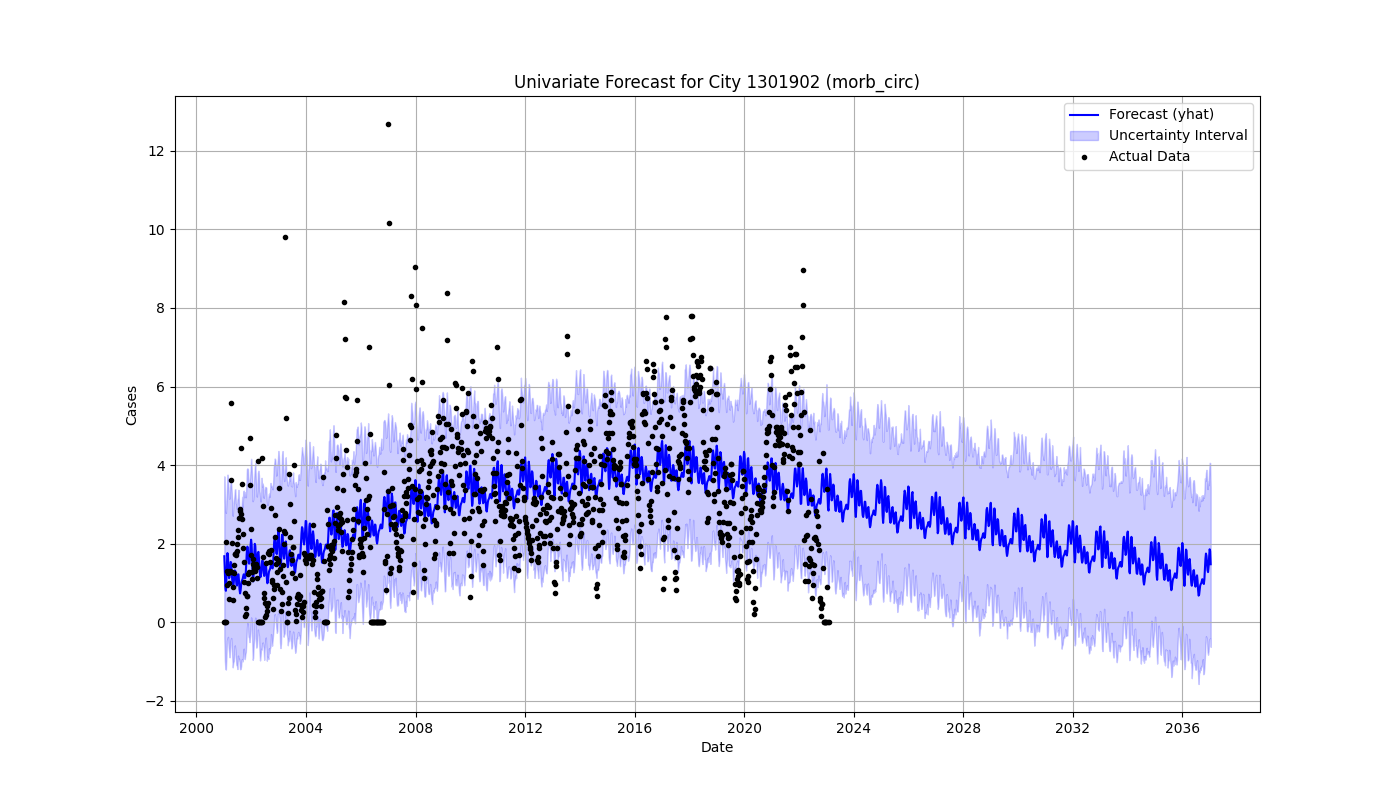 Univariate Forecast for City 1301902 (morb_circ)
Forecast (yhat)
Uncertainty Interval
Actual Data
Cases
12
10
8
6
4
2
0
−2
2000 2004 2008 2012 2016 2020 2024 2028 2032 2036
Date